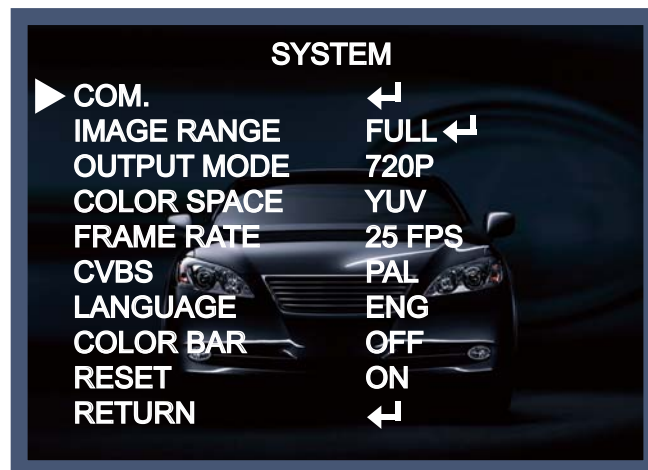 SYSTEM
COM. ↵
IMAGE RANGE FULL ↵
OUTPUT MODE 720P
COLOR SPACE YUV
FRAME RATE 25 FPS
CVBS PAL
LANGUAGE ENG
COLOR BAR OFF
RESET ON
RETURN ↵